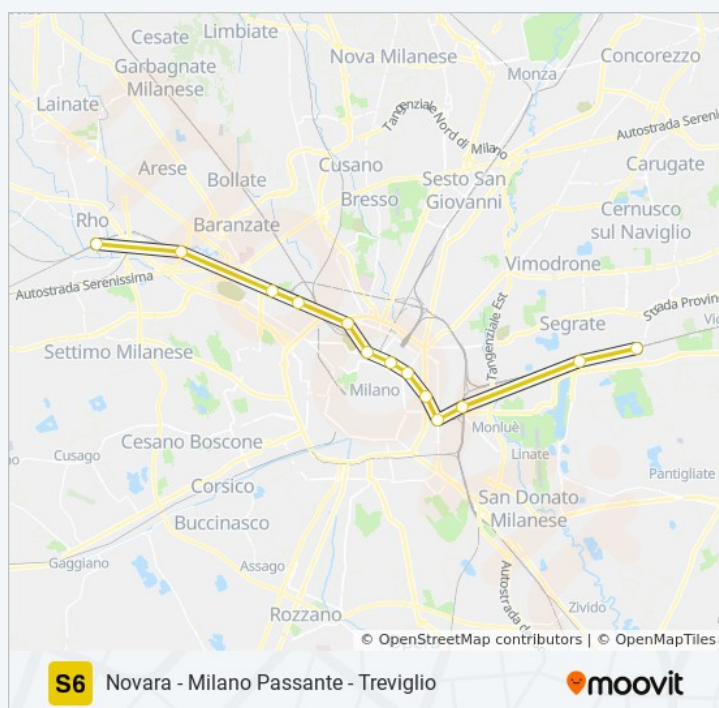 Limbiate
Cesate
Nova Milanese
Concorezzo
Garbagnate
Milanese
Monza
Lainate
Tangenziale Nord di Milano
Autostrada Sereni
Arese
Cusano
Carugate
Bollate
Sesto San
Giovanni
Bresso
Rho
Baranzate
Cernusco
sul Naviglio
Vimodrone
Autostrada Serenissima
Tangenziale Est
Strada Provin
Segrate
Settimo Milanese
Milano
Monluè
Cesano Boscone
Linate
Cusago
Pantigliate
Corsico
San Donato
Milanese
Buccinasco
Gaggiano
Assago
Autostrada d
Zivido
Rozzano
© OpenStreetMap contributors | © OpenMapTiles
S6 Novara - Milano Passante - Treviglio
moovit